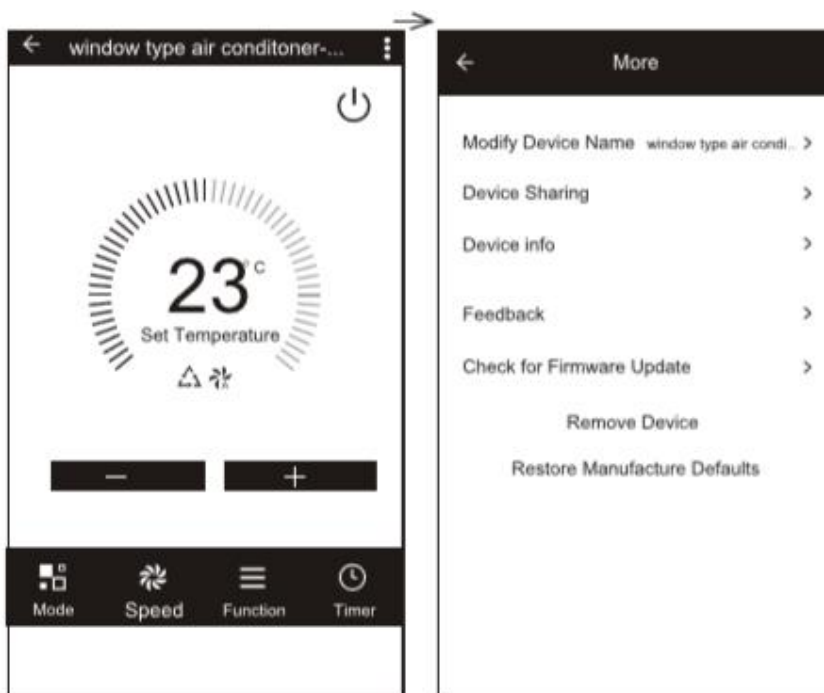 window type air conditoner-...
23°C
Set Temperature
Mode
Speed
Function
Timer
More
Modify Device Name window type air condi..
Device Sharing
Device info
Feedback
Check for Firmware Update
Remove Device
Restore Manufacture Defaults